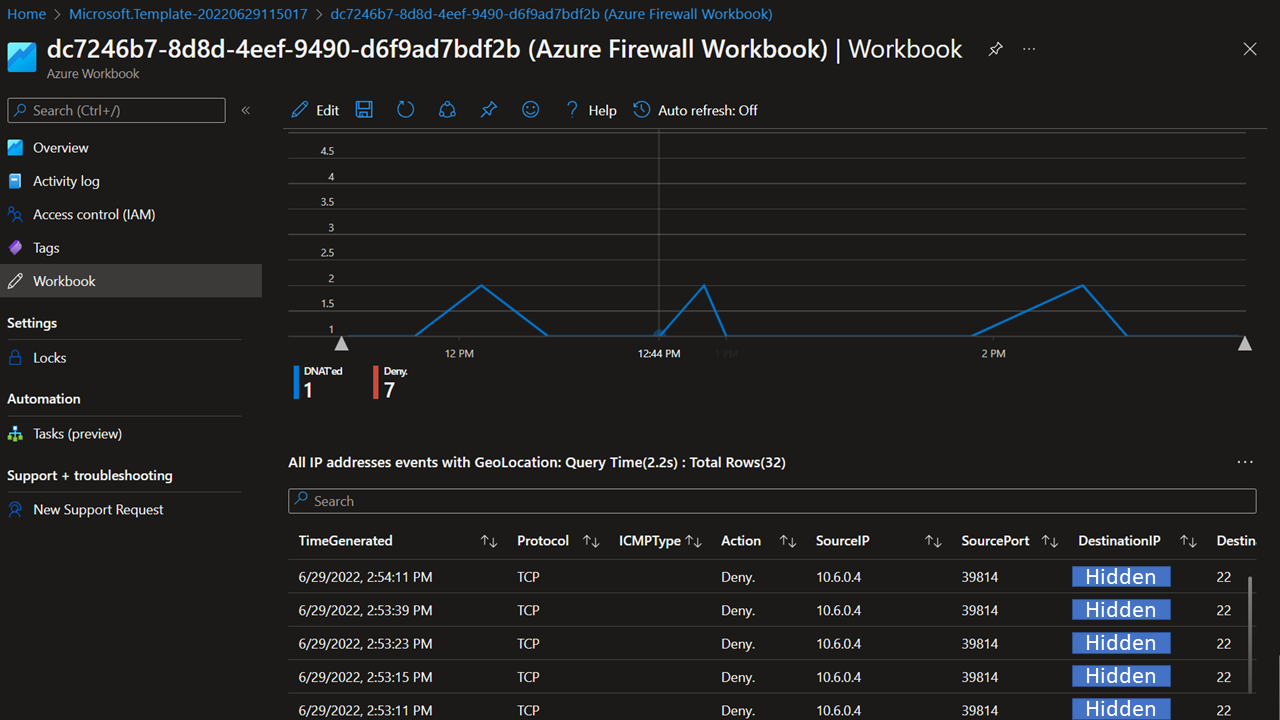 Home > Microsoft.Template-20220629115017 > dc7246b7-8d8d-4eef-9490-d6f9ad7bdf2b (Azure Firewall Workbook)
dc7246b7-8d8d-4eef-9490-d6f9ad7bdf2b (Azure Firewall Workbook) | Workbook
Azure Workbook
Search (Ctrl+/)
Edit Help Auto refresh: Off
Overview
Activity log
Access control (IAM)
Tags
Workbook
Settings
Locks
Automation
Tasks (preview)
Support + troubleshooting
New Support Request
4.5
4
3.5
3
2.5
2
1.5
1
12 PM 12:44 PM 1 PM 2 PM
DNAT'ed Deny.
1 7
All IP addresses events with GeoLocation: Query Time(2.2s) : Total Rows(32)
Search
TimeGenerated Protocol ICMPType Action SourceIP SourcePort DestinationIP Destin
6/29/2022, 2:54:11 PM TCP Deny. 10.6.0.4 39814 Hidden 22
6/29/2022, 2:53:39 PM TCP Deny. 10.6.0.4 39814 Hidden 22
6/29/2022, 2:53:23 PM TCP Deny. 10.6.0.4 39814 Hidden 22
6/29/2022, 2:53:15 PM TCP Deny. 10.6.0.4 39814 Hidden 22
6/29/2022, 2:53:11 PM TCP Deny. 10.6.0.4 39814 Hidden 22